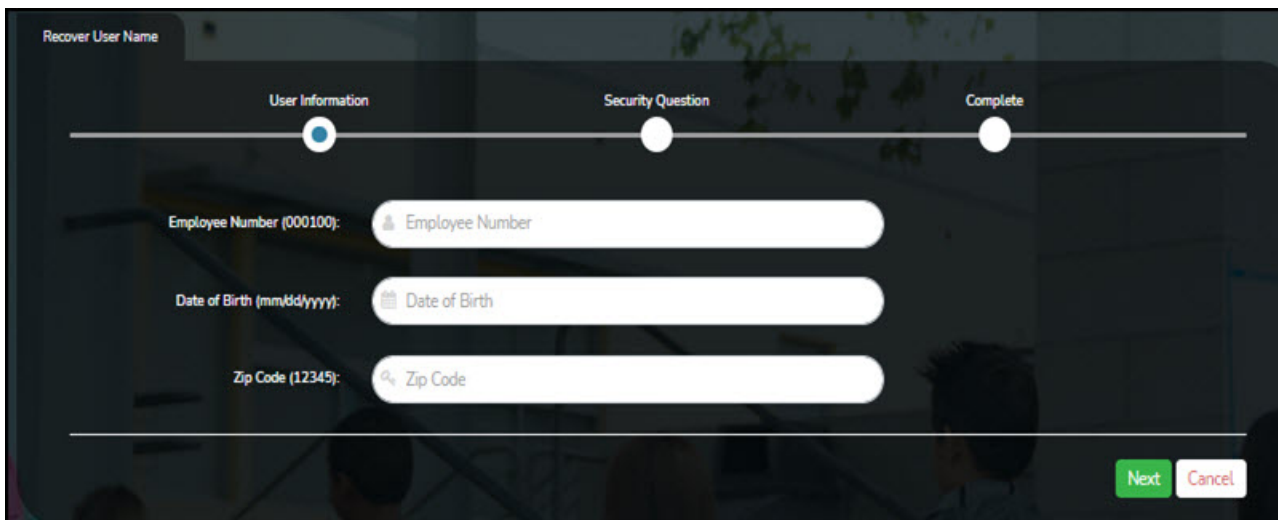 Recover User Name
User Information Security Question Complete
Employee Number (000100): Employee Number
Date of Birth (mm/dd/yyyy): Date of Birth
Zip Code (12345): Zip Code
Next Cancel